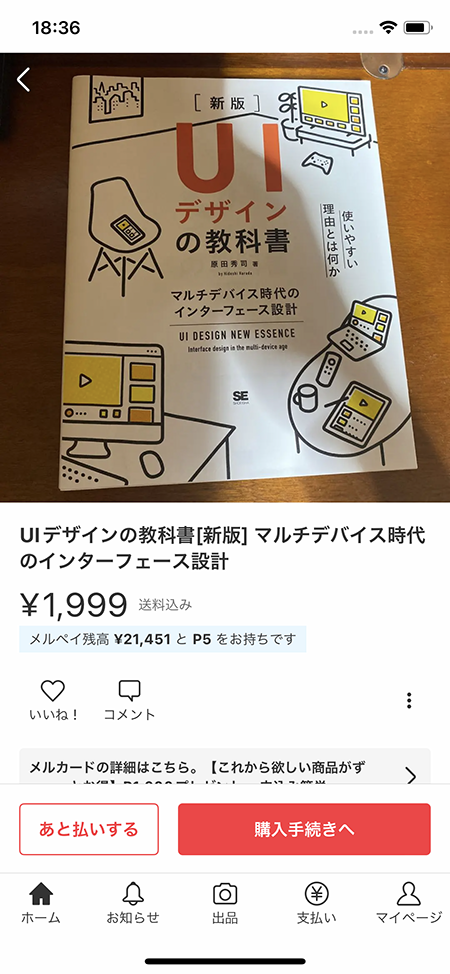 18:36
[新版]
UI
デザイン
の教科書
原田秀司 著
by Hideshi Harada
使いやすい
理由とは何か
マルチデバイス時代の
インターフェース設計
UI DESIGN NEW ESSENCE
Interface design in the multi-device age
SE
SHOEISHA
UIデザインの教科書[新版] マルチデバイス時代
のインターフェース設計
¥1,999 送料込み
メルペイ残高 ¥21,451 と P5 をお持ちです
いいね！ コメント
メルカードの詳細はこちら。【これから欲しい商品がず
あと払いする 購入手続きへ
ホーム お知らせ 出品 支払い マイページ